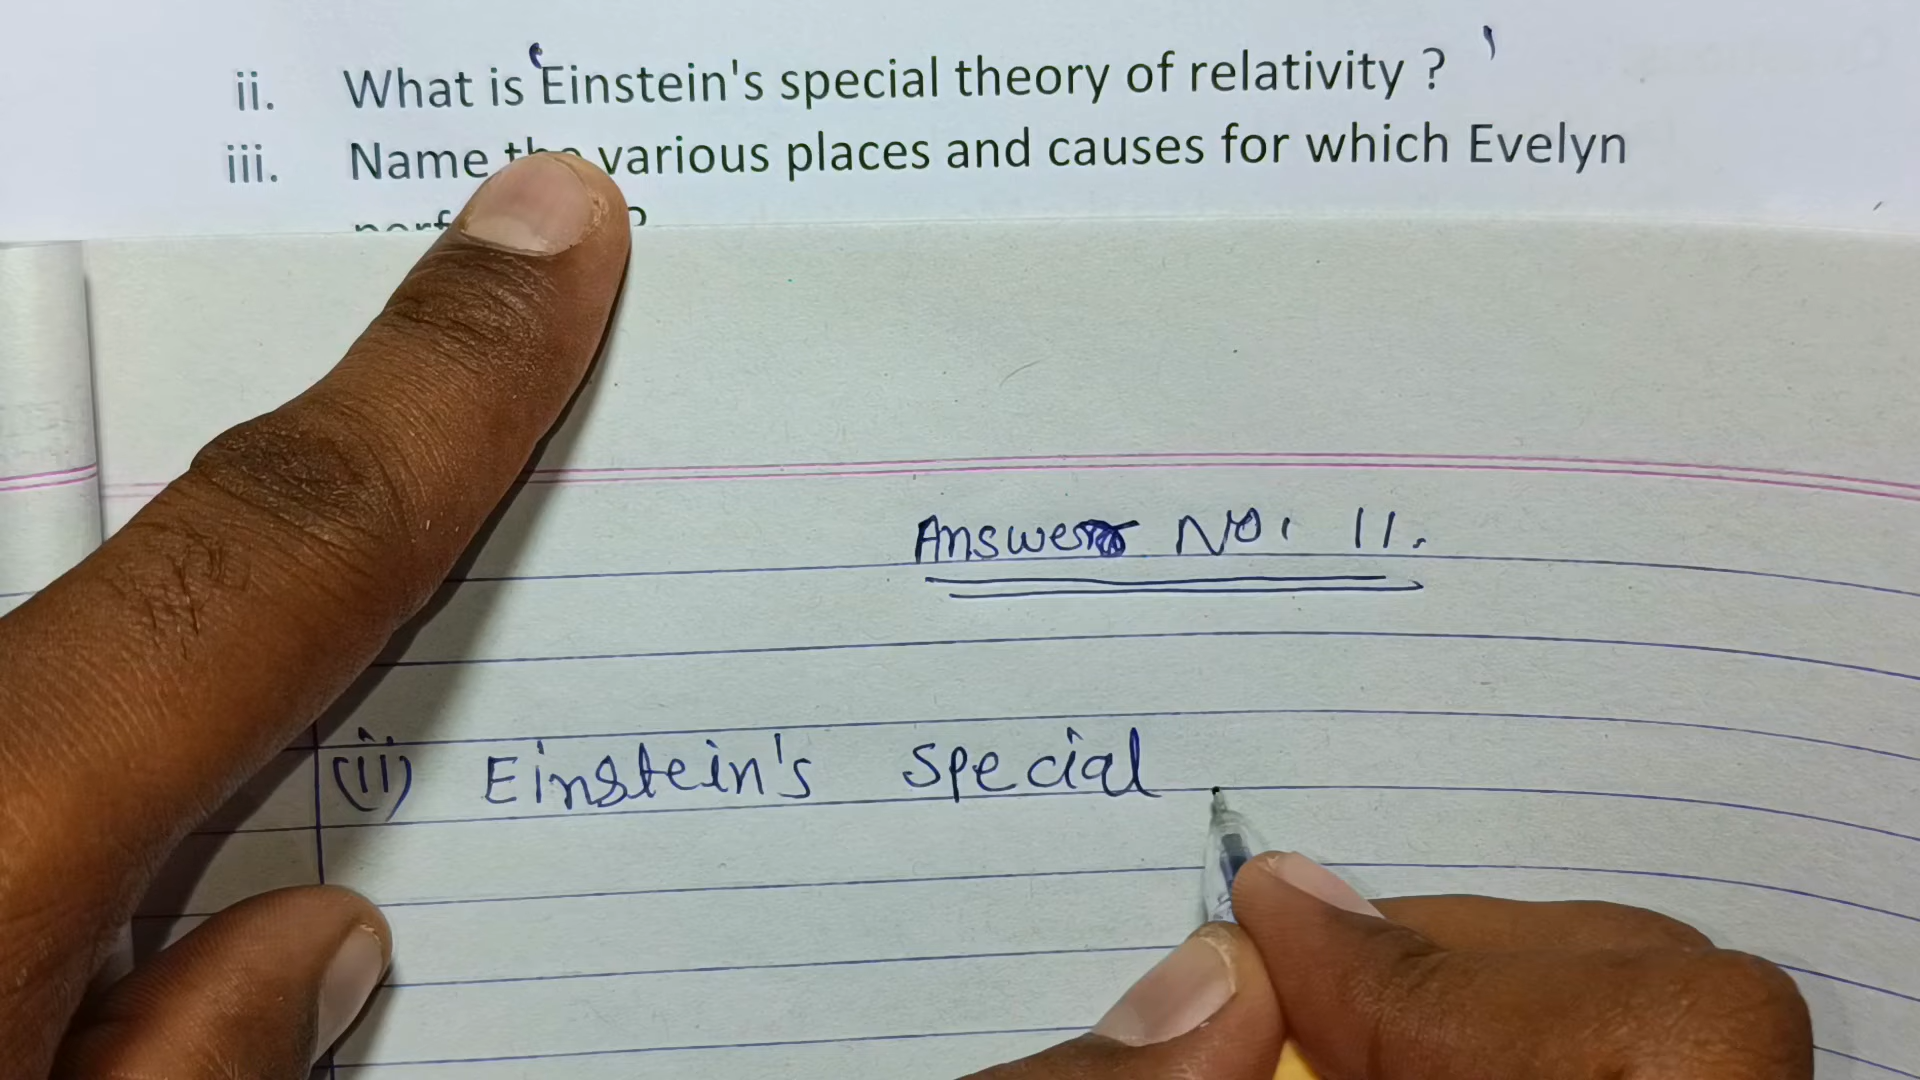 ii. What is Einstein's special theory of relativity ?
iii. Name the various places and causes for which Evelyn
Answer No. 11.
(ii) Einstein's special